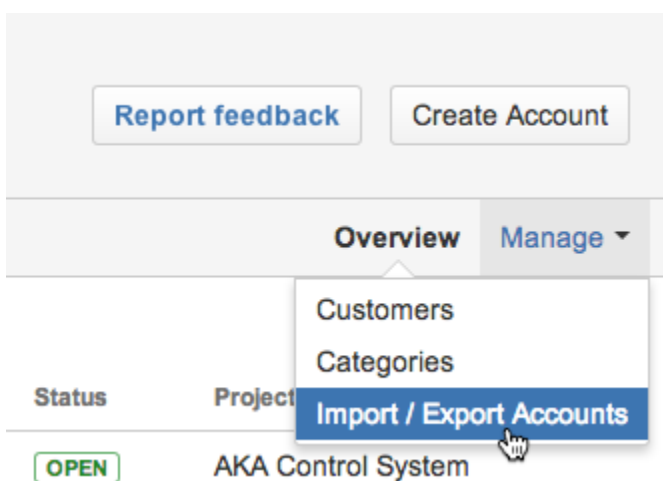 Report feedback Create Account
Overview Manage
Customers
Categories
Status Project
Import / Export Accounts
OPEN AKA Control System